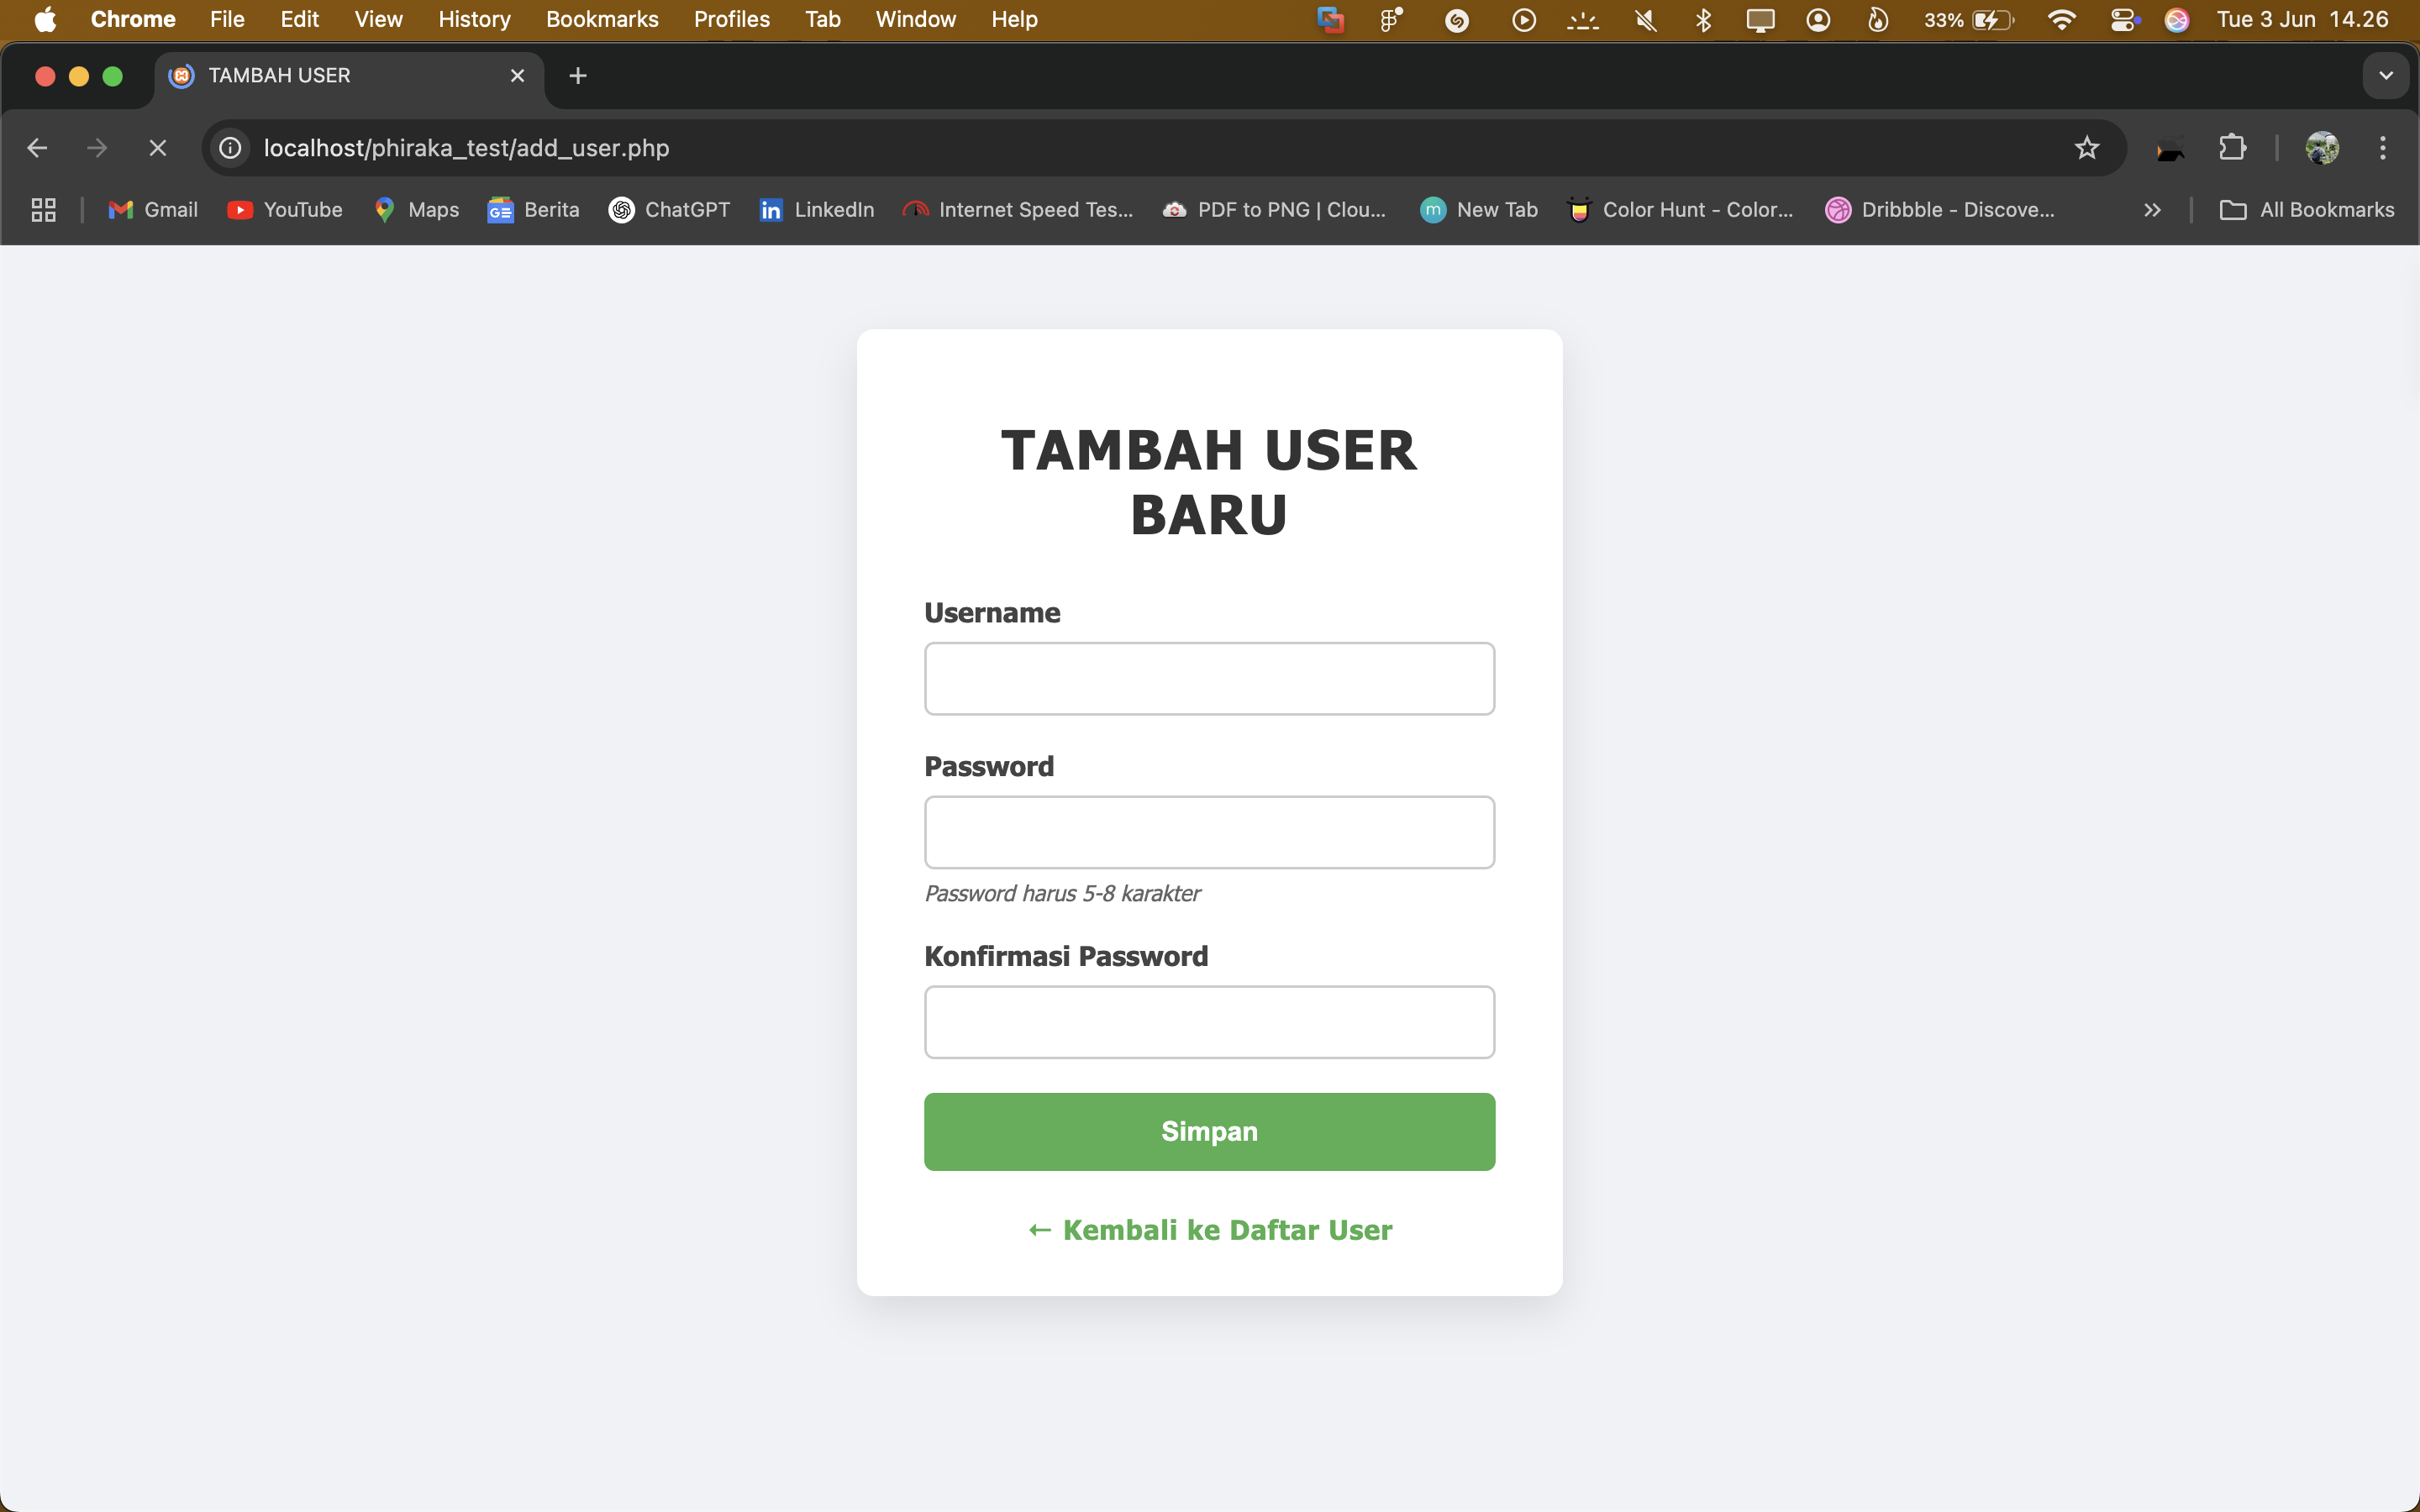 Chrome File Edit View History Bookmarks Profiles Tab Window Help 33% Tue 3 Jun 14.26
TAMBAH USER
localhost/phiraka_test/add_user.php
Gmail YouTube Maps Berita ChatGPT LinkedIn Internet Speed Tes... PDF to PNG | Clou... New Tab Color Hunt - Color... Dribbble - Discove... All Bookmarks
TAMBAH USER
BARU
Username
Password
Password harus 5-8 karakter
Konfirmasi Password
Simpan
← Kembali ke Daftar User